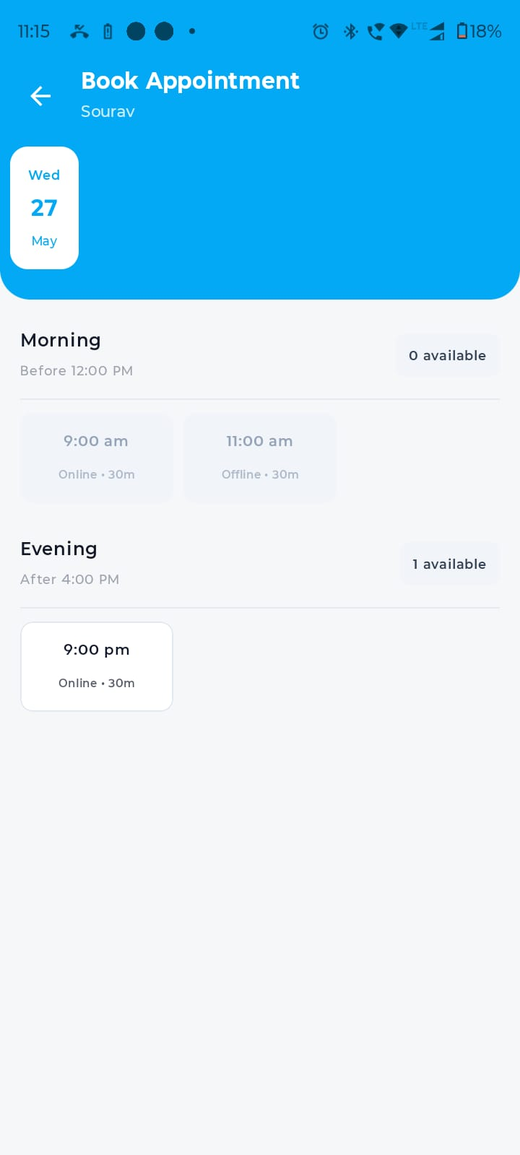 11:15 LTE 18%
Book Appointment
Sourav
Wed
27
May
Morning
Before 12:00 PM
0 available
9:00 am 11:00 am
Online • 30m Offline • 30m
Evening
After 4:00 PM
1 available
9:00 pm
Online • 30m